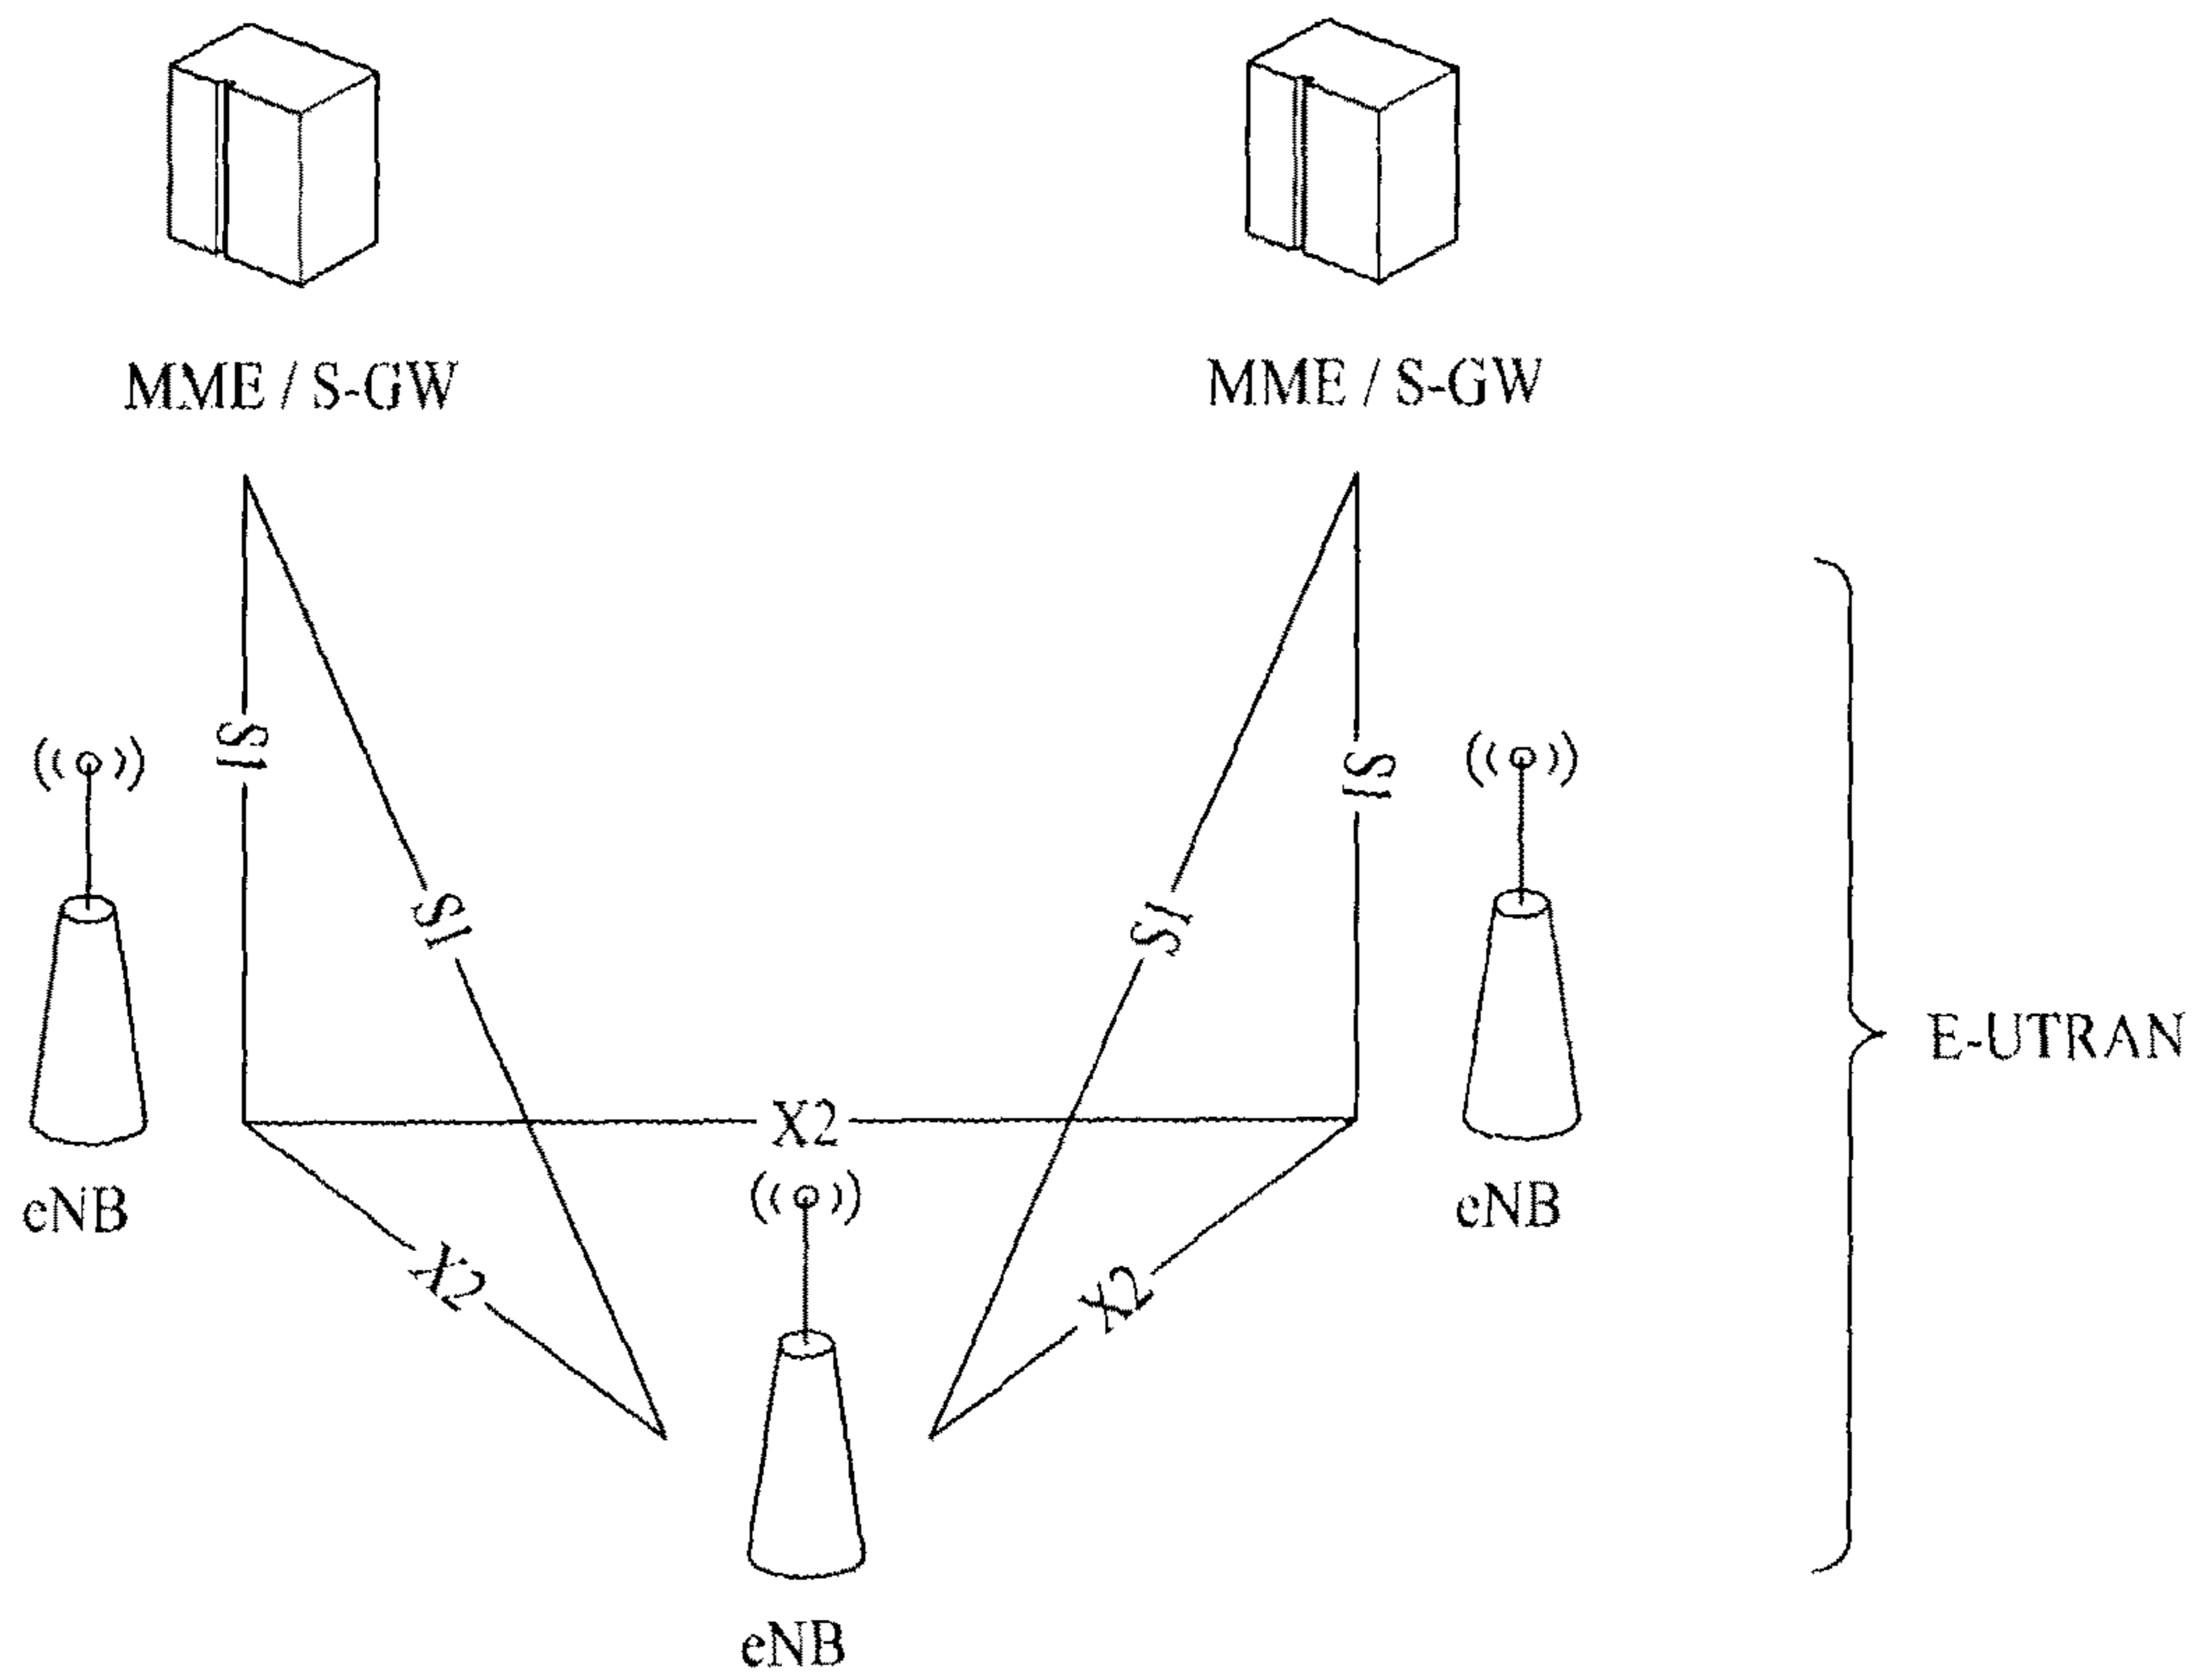 MME / S-GW
MME / S-GW
S1
S1
S1
S1
X2
E-UTRAN
eNB
eNB
X2
X2
eNB